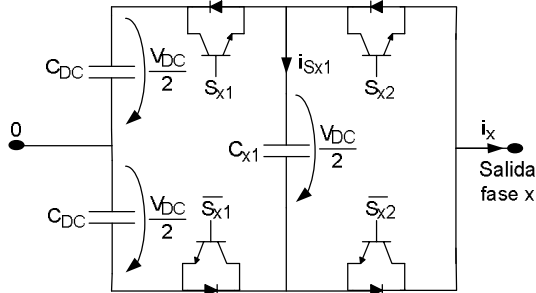 C_DC
V_DC
2
S_x1
i_Sx1
S_x2
0
C_x1
V_DC
2
i_x
Salida
fase x
C_DC
V_DC
2
S̅_x1
S̅_x2